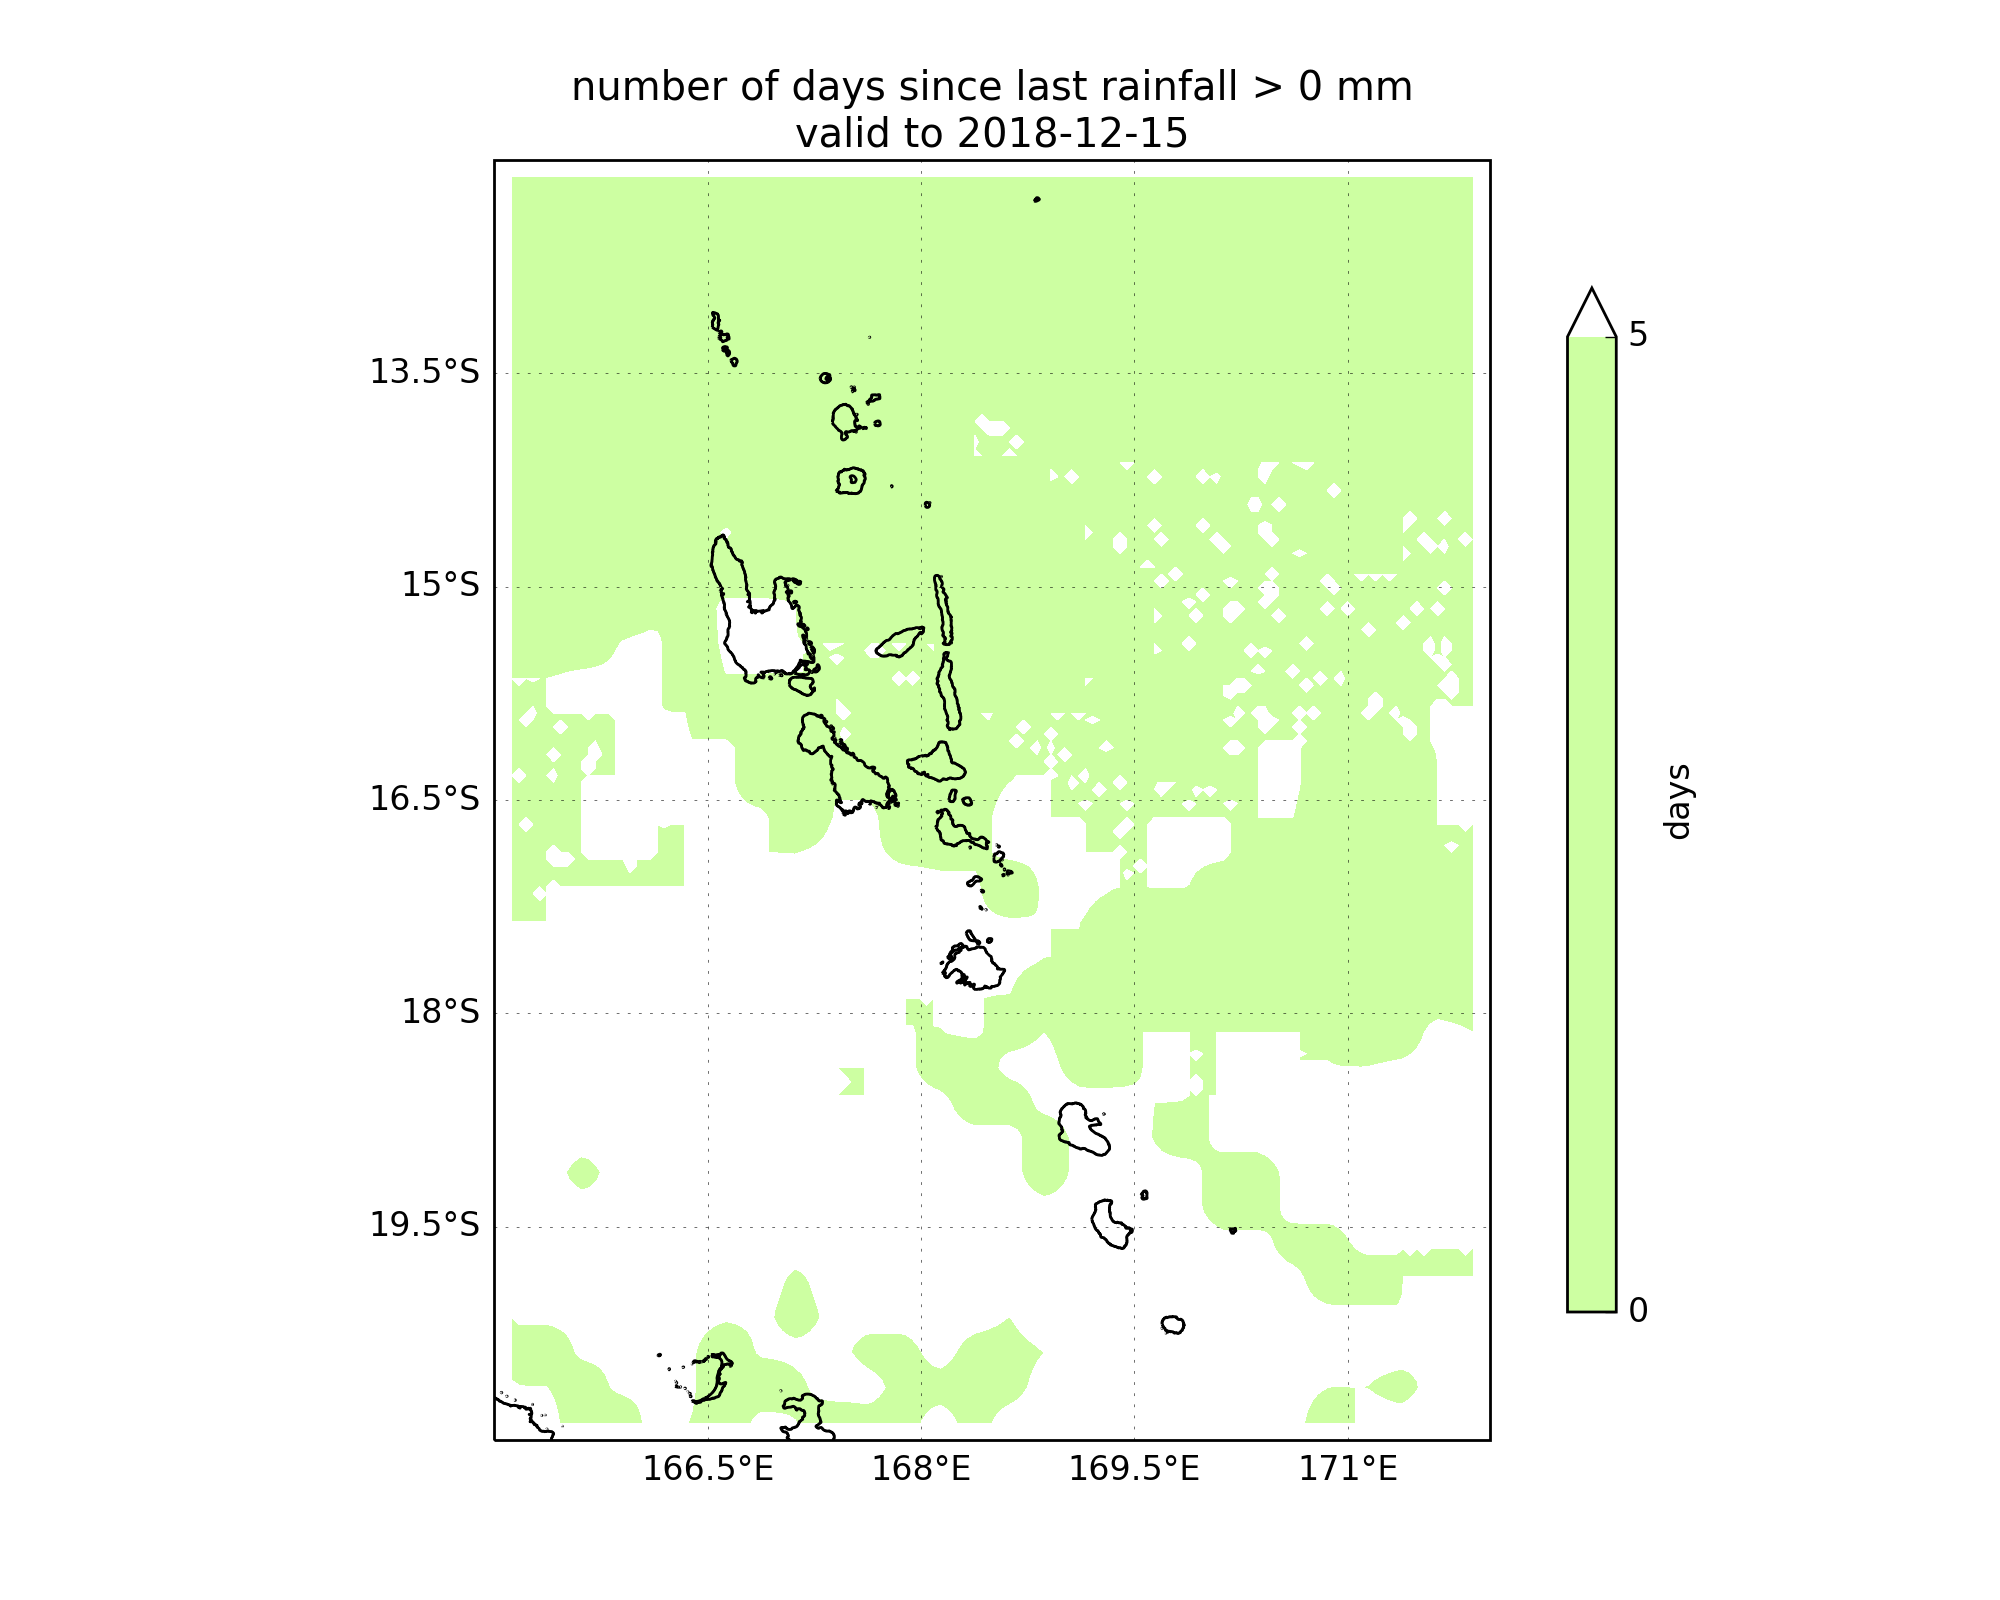 number of days since last rainfall > 0 mm
valid to 2018-12-15
13.5°S
15°S
16.5°S
18°S
19.5°S
166.5°E
168°E
169.5°E
171°E
5
0
days